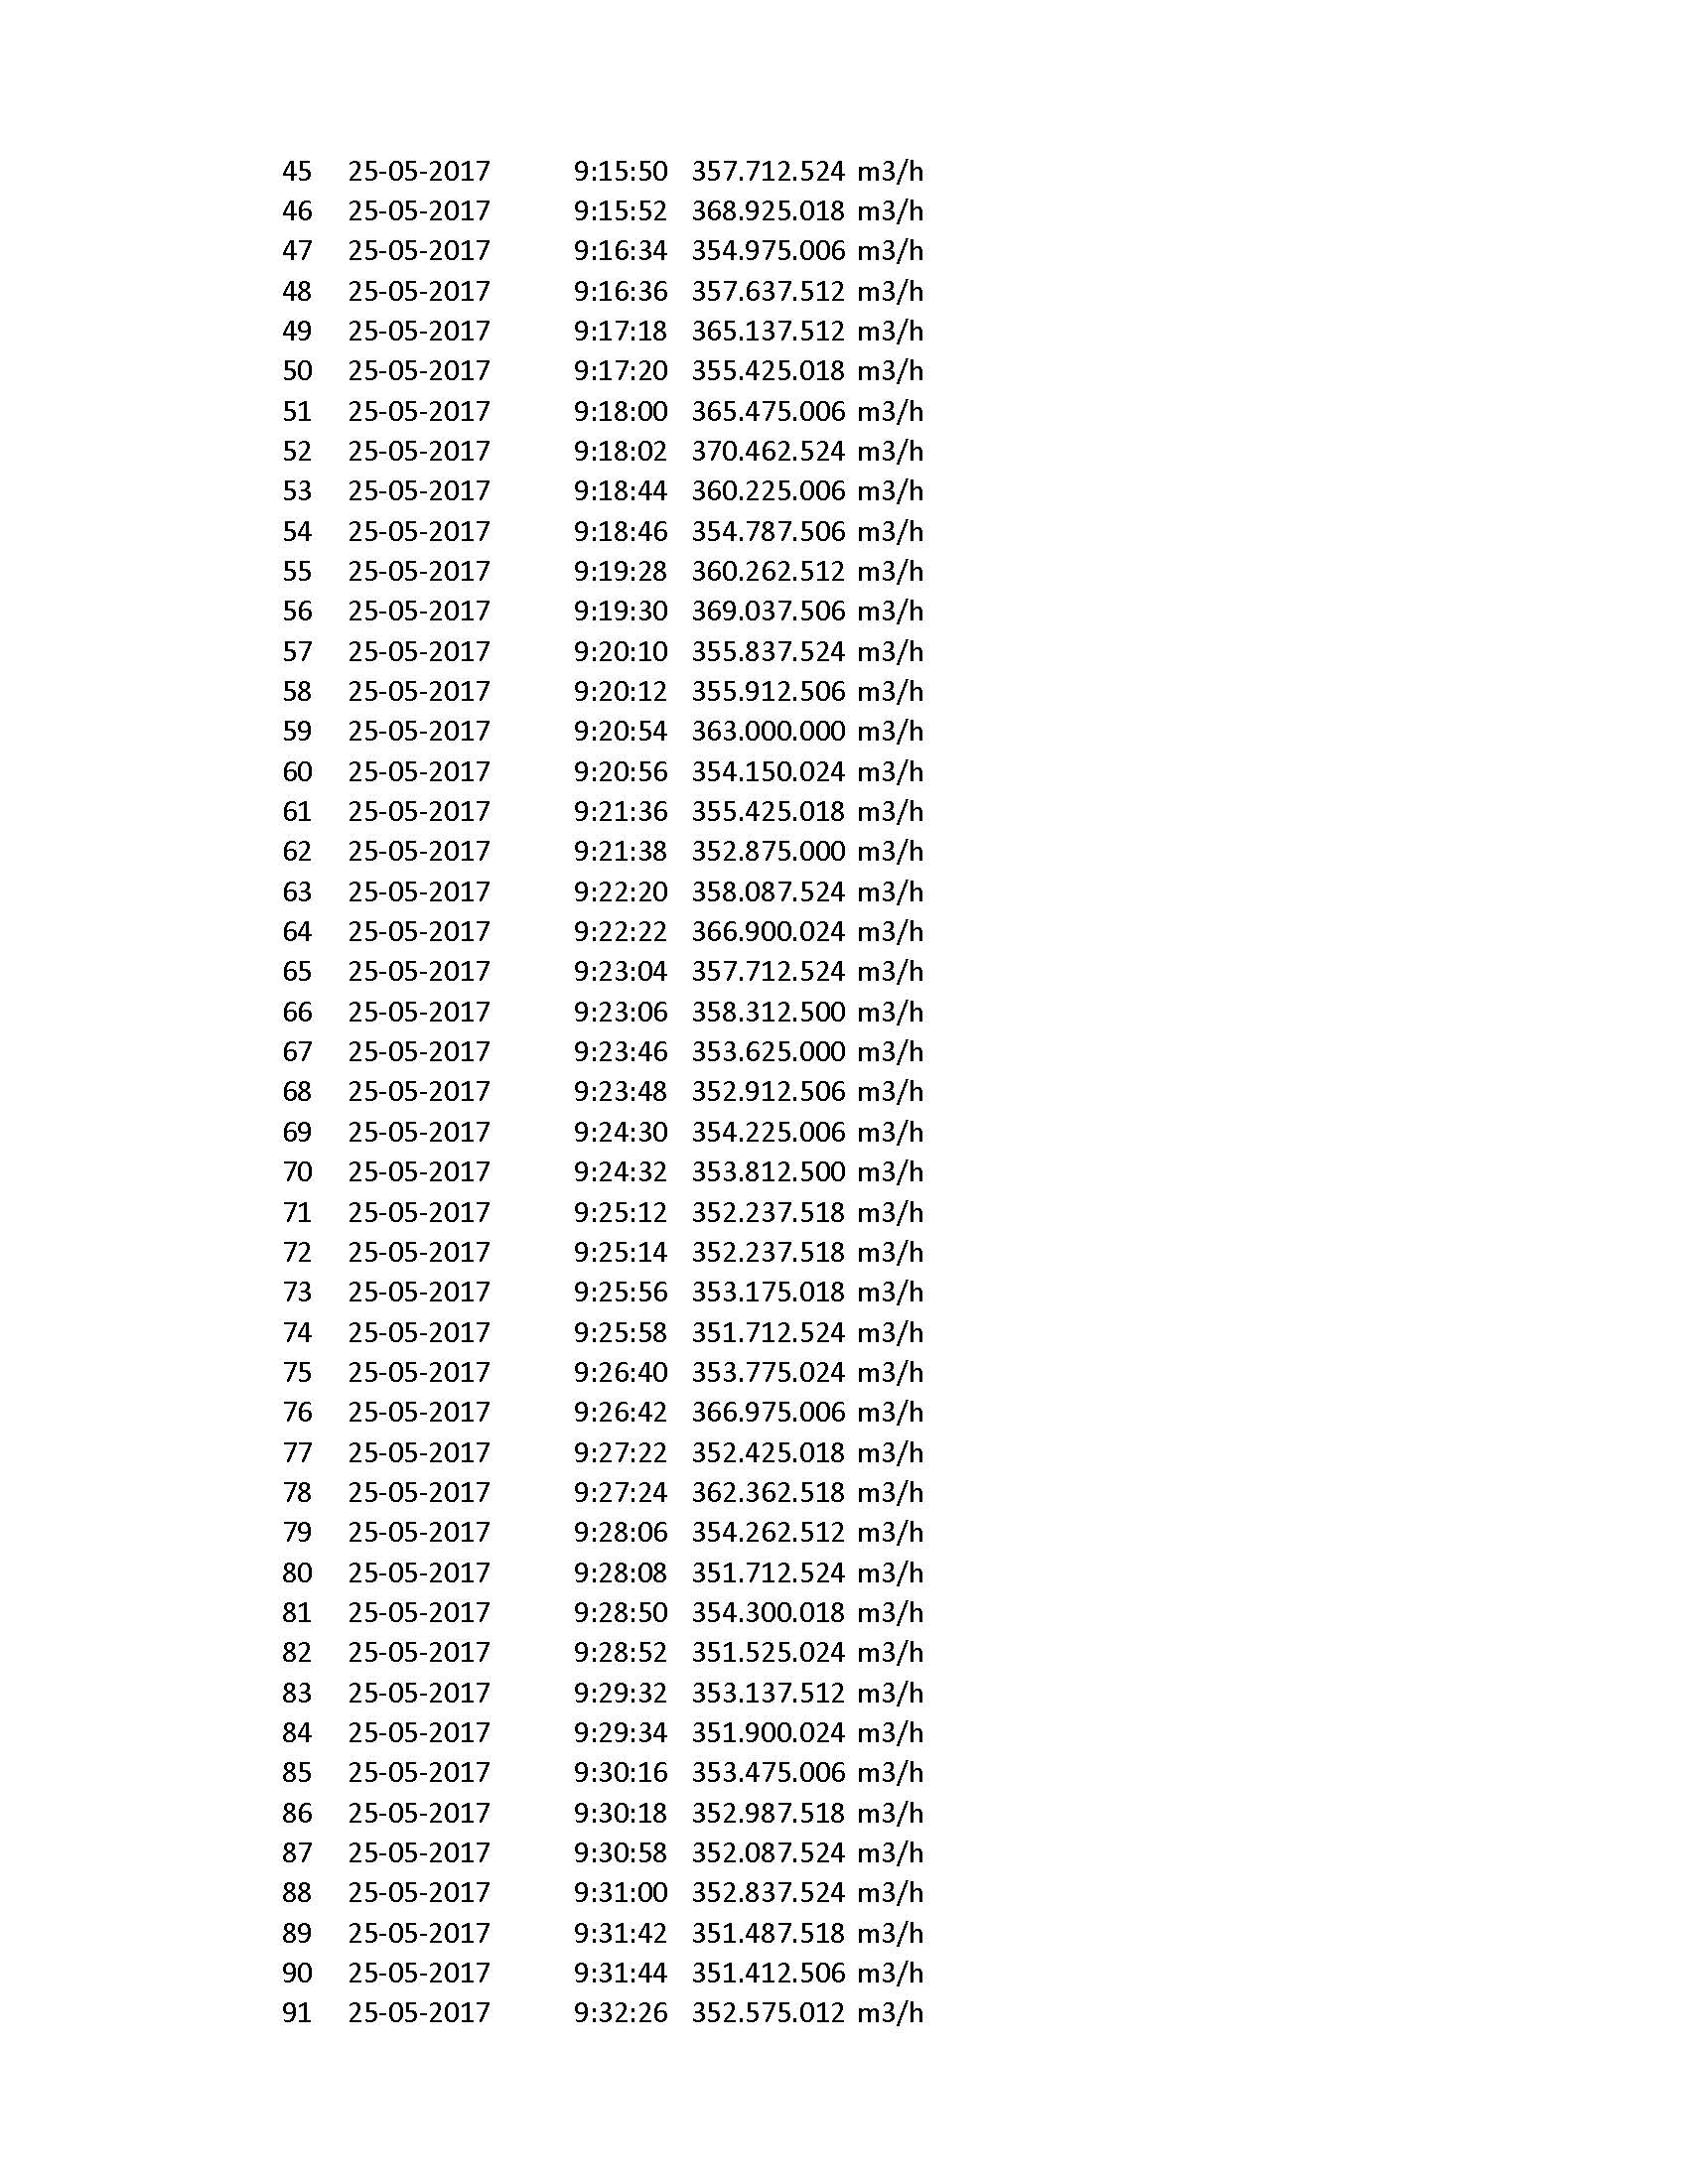 45 25-05-2017 9:15:50 357.712.524 m3/h
46 25-05-2017 9:15:52 368.925.018 m3/h
47 25-05-2017 9:16:34 354.975.006 m3/h
48 25-05-2017 9:16:36 357.637.512 m3/h
49 25-05-2017 9:17:18 365.137.512 m3/h
50 25-05-2017 9:17:20 355.425.018 m3/h
51 25-05-2017 9:18:00 365.475.006 m3/h
52 25-05-2017 9:18:02 370.462.524 m3/h
53 25-05-2017 9:18:44 360.225.006 m3/h
54 25-05-2017 9:18:46 354.787.506 m3/h
55 25-05-2017 9:19:28 360.262.512 m3/h
56 25-05-2017 9:19:30 369.037.506 m3/h
57 25-05-2017 9:20:10 355.837.524 m3/h
58 25-05-2017 9:20:12 355.912.506 m3/h
59 25-05-2017 9:20:54 363.000.000 m3/h
60 25-05-2017 9:20:56 354.150.024 m3/h
61 25-05-2017 9:21:36 355.425.018 m3/h
62 25-05-2017 9:21:38 352.875.000 m3/h
63 25-05-2017 9:22:20 358.087.524 m3/h
64 25-05-2017 9:22:22 366.900.024 m3/h
65 25-05-2017 9:23:04 357.712.524 m3/h
66 25-05-2017 9:23:06 358.312.500 m3/h
67 25-05-2017 9:23:46 353.625.000 m3/h
68 25-05-2017 9:23:48 352.912.506 m3/h
69 25-05-2017 9:24:30 354.225.006 m3/h
70 25-05-2017 9:24:32 353.812.500 m3/h
71 25-05-2017 9:25:12 352.237.518 m3/h
72 25-05-2017 9:25:14 352.237.518 m3/h
73 25-05-2017 9:25:56 353.175.018 m3/h
74 25-05-2017 9:25:58 351.712.524 m3/h
75 25-05-2017 9:26:40 353.775.024 m3/h
76 25-05-2017 9:26:42 366.975.006 m3/h
77 25-05-2017 9:27:22 352.425.018 m3/h
78 25-05-2017 9:27:24 362.362.518 m3/h
79 25-05-2017 9:28:06 354.262.512 m3/h
80 25-05-2017 9:28:08 351.712.524 m3/h
81 25-05-2017 9:28:50 354.300.018 m3/h
82 25-05-2017 9:28:52 351.525.024 m3/h
83 25-05-2017 9:29:32 353.137.512 m3/h
84 25-05-2017 9:29:34 351.900.024 m3/h
85 25-05-2017 9:30:16 353.475.006 m3/h
86 25-05-2017 9:30:18 352.987.518 m3/h
87 25-05-2017 9:30:58 352.087.524 m3/h
88 25-05-2017 9:31:00 352.837.524 m3/h
89 25-05-2017 9:31:42 351.487.518 m3/h
90 25-05-2017 9:31:44 351.412.506 m3/h
91 25-05-2017 9:32:26 352.575.012 m3/h